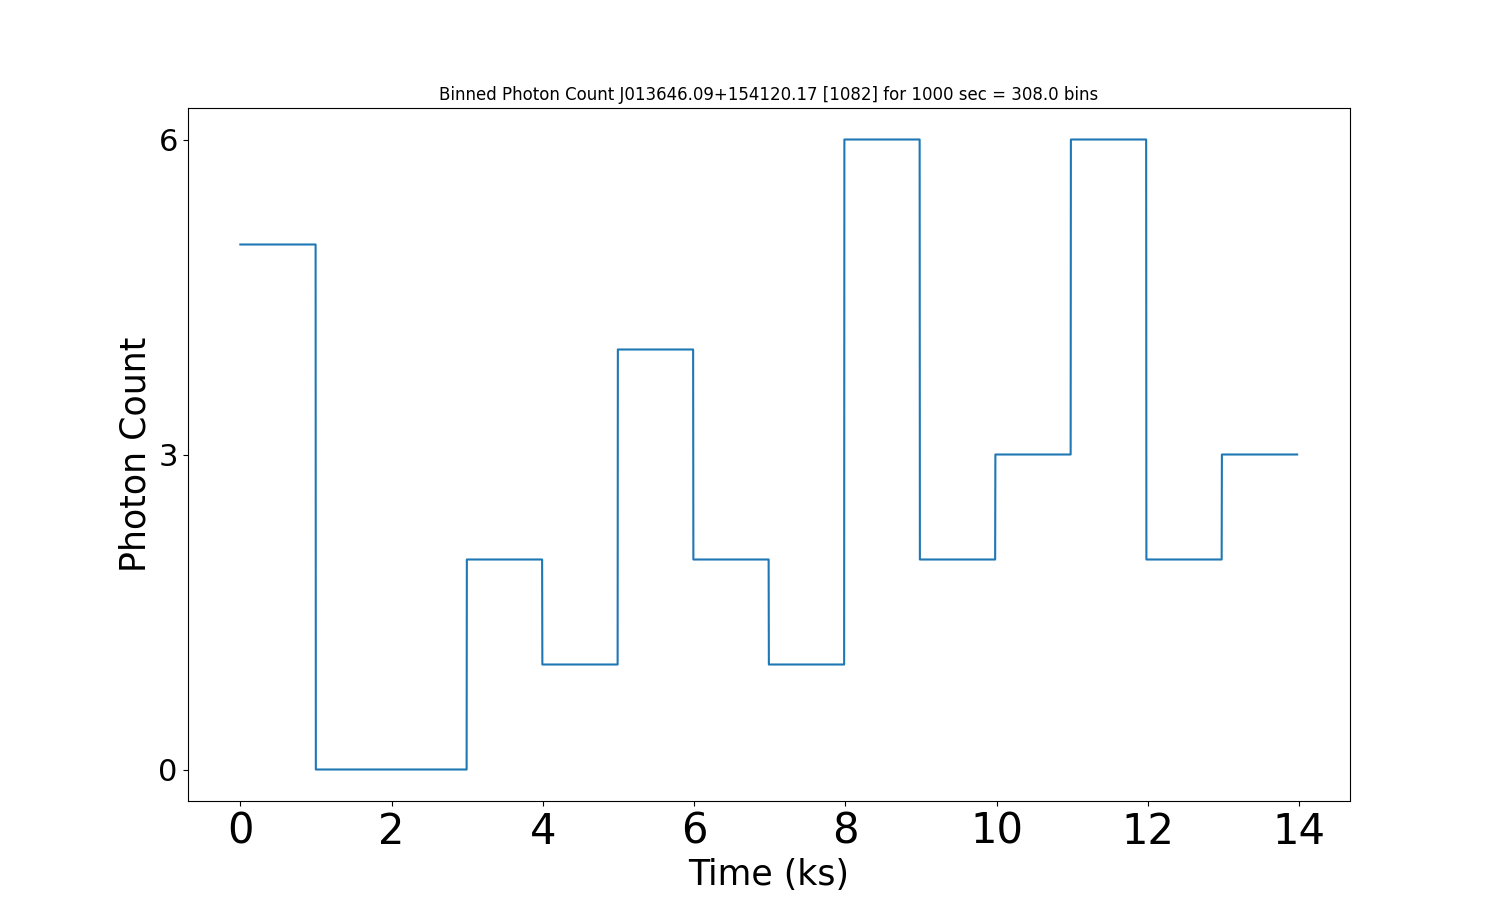 Binned Photon Count J013646.09+154120.17 [1082] for 1000 sec = 308.0 bins
6
3
0
Photon Count
0 2 4 6 8 10 12 14
Time (ks)